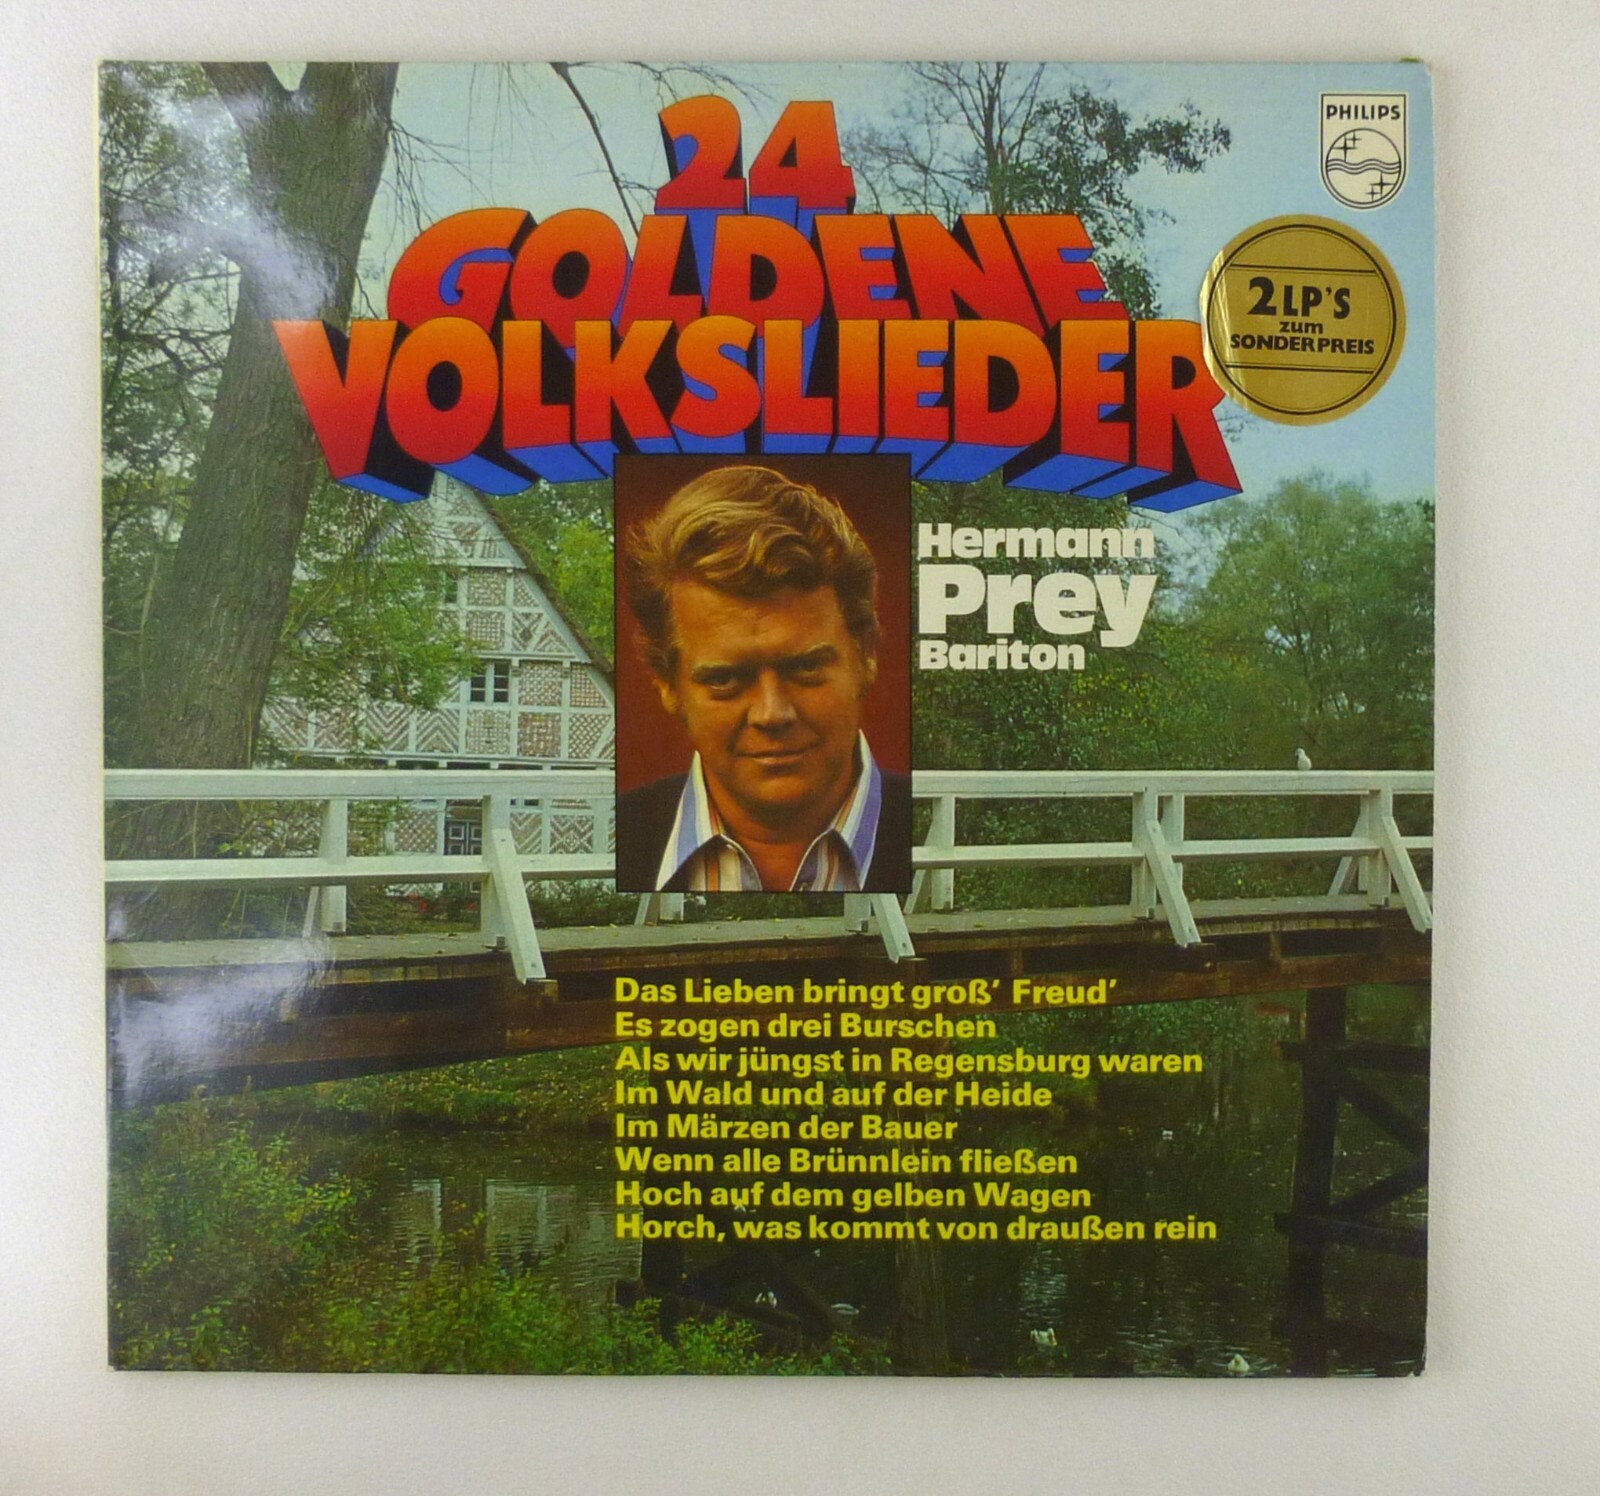 24
GOLDENE
VOLKSLIEDER
PHILIPS
2 LP'S
zum
SONDERPREIS
Hermann
Prey
Bariton
Das Lieben bringt groß' Freud'
Es zogen drei Burschen
Als wir jüngst in Regensburg waren
Im Wald und auf der Heide
Im Märzen der Bauer
Wenn alle Brünnlein fließen
Hoch auf dem gelben Wagen
Horch, was kommt von draußen rein